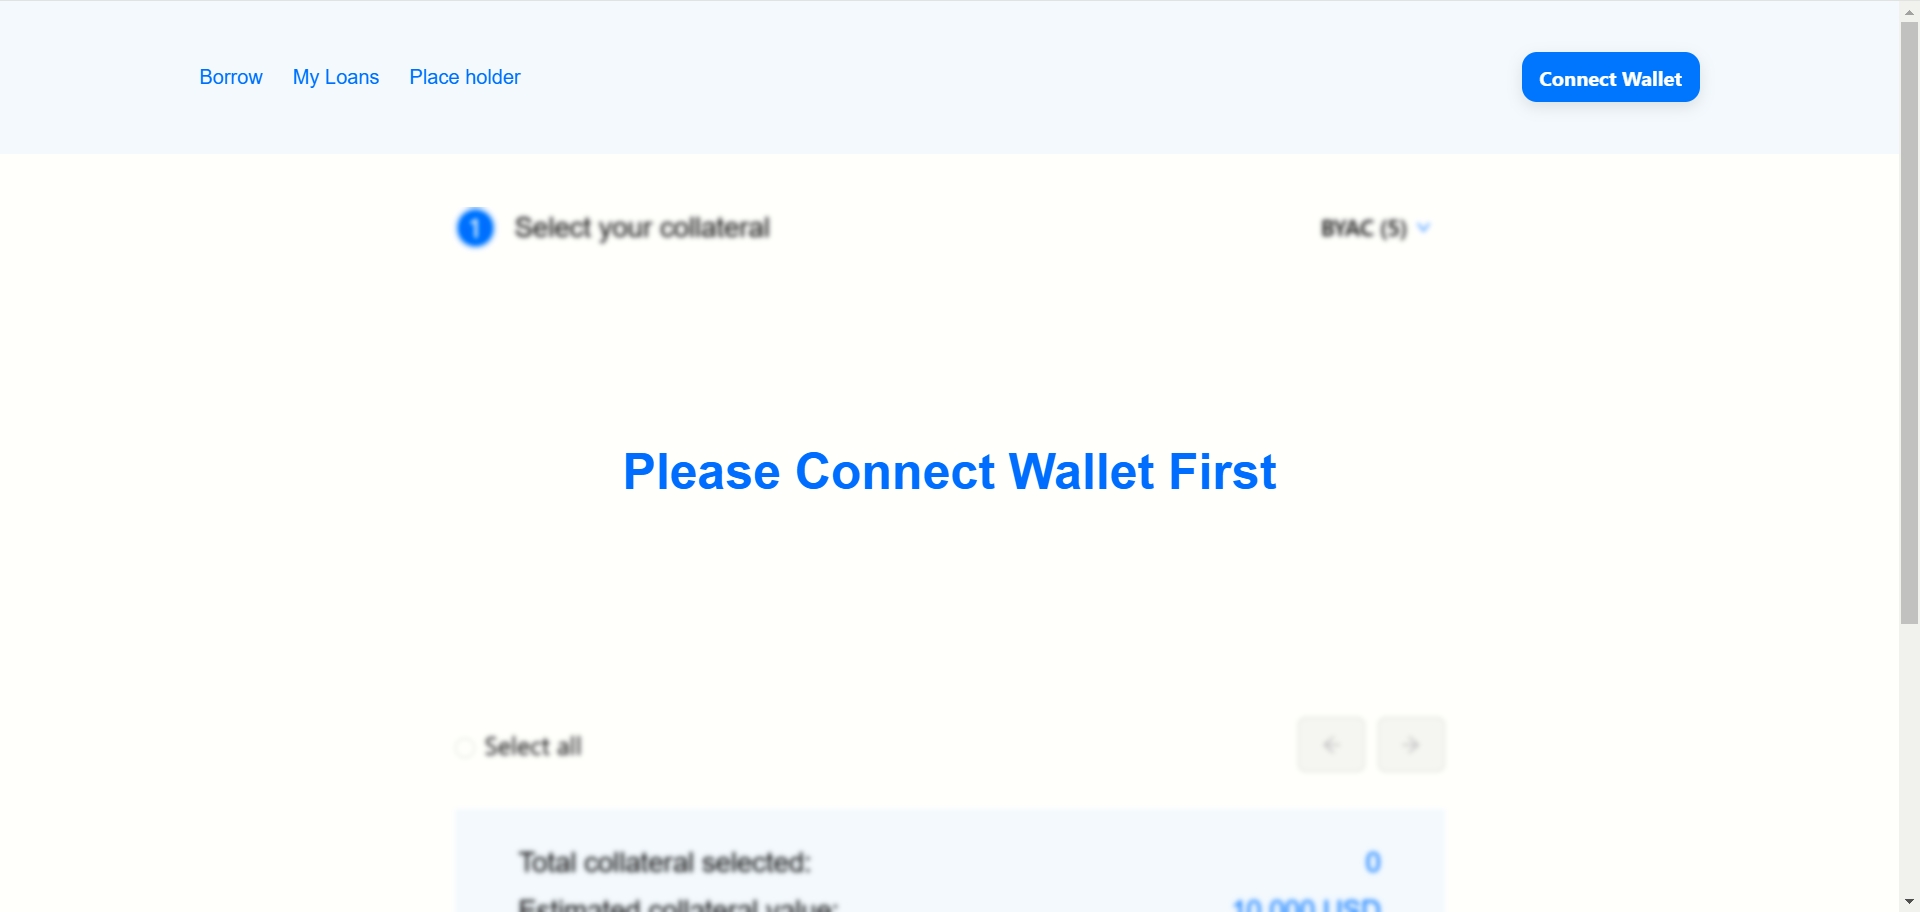 Borrow My Loans Place holder Connect Wallet
1 Select your collateral BYAC (5)
Please Connect Wallet First
Select all
Total collateral selected: 0
Estimated collateral value: 10,000 USD